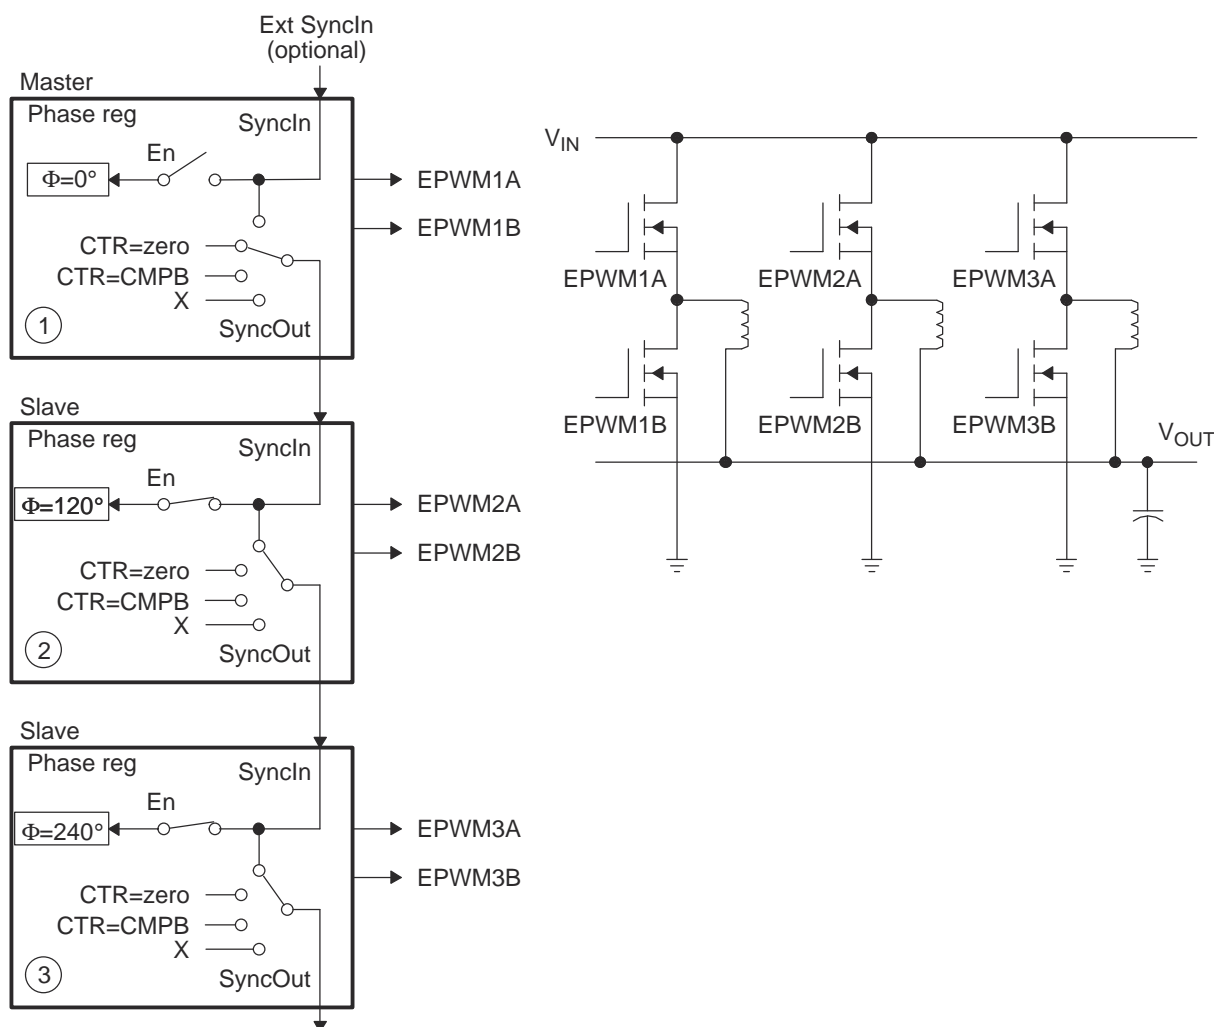 Ext SyncIn
(optional)
Master
Phase reg
SyncIn
En
Φ=0°
CTR=zero
CTR=CMPB
X
1
SyncOut
EPWM1A
EPWM1B
Slave
Phase reg
SyncIn
En
Φ=120°
CTR=zero
CTR=CMPB
X
2
SyncOut
EPWM2A
EPWM2B
Slave
Phase reg
SyncIn
En
Φ=240°
CTR=zero
CTR=CMPB
X
3
SyncOut
EPWM3A
EPWM3B
VIN
EPWM1A
EPWM2A
EPWM3A
EPWM1B
EPWM2B
EPWM3B
VOUT